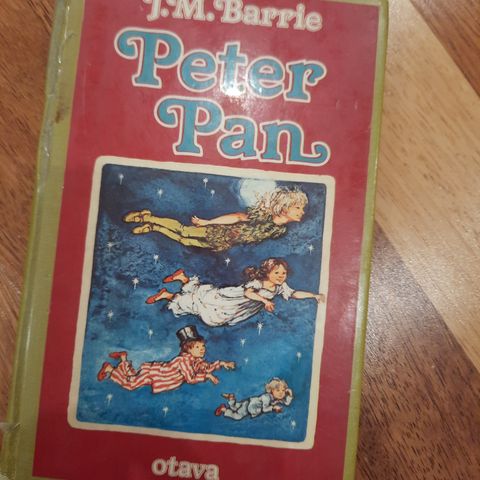 J.M. Barrie
Peter
Pan
otava